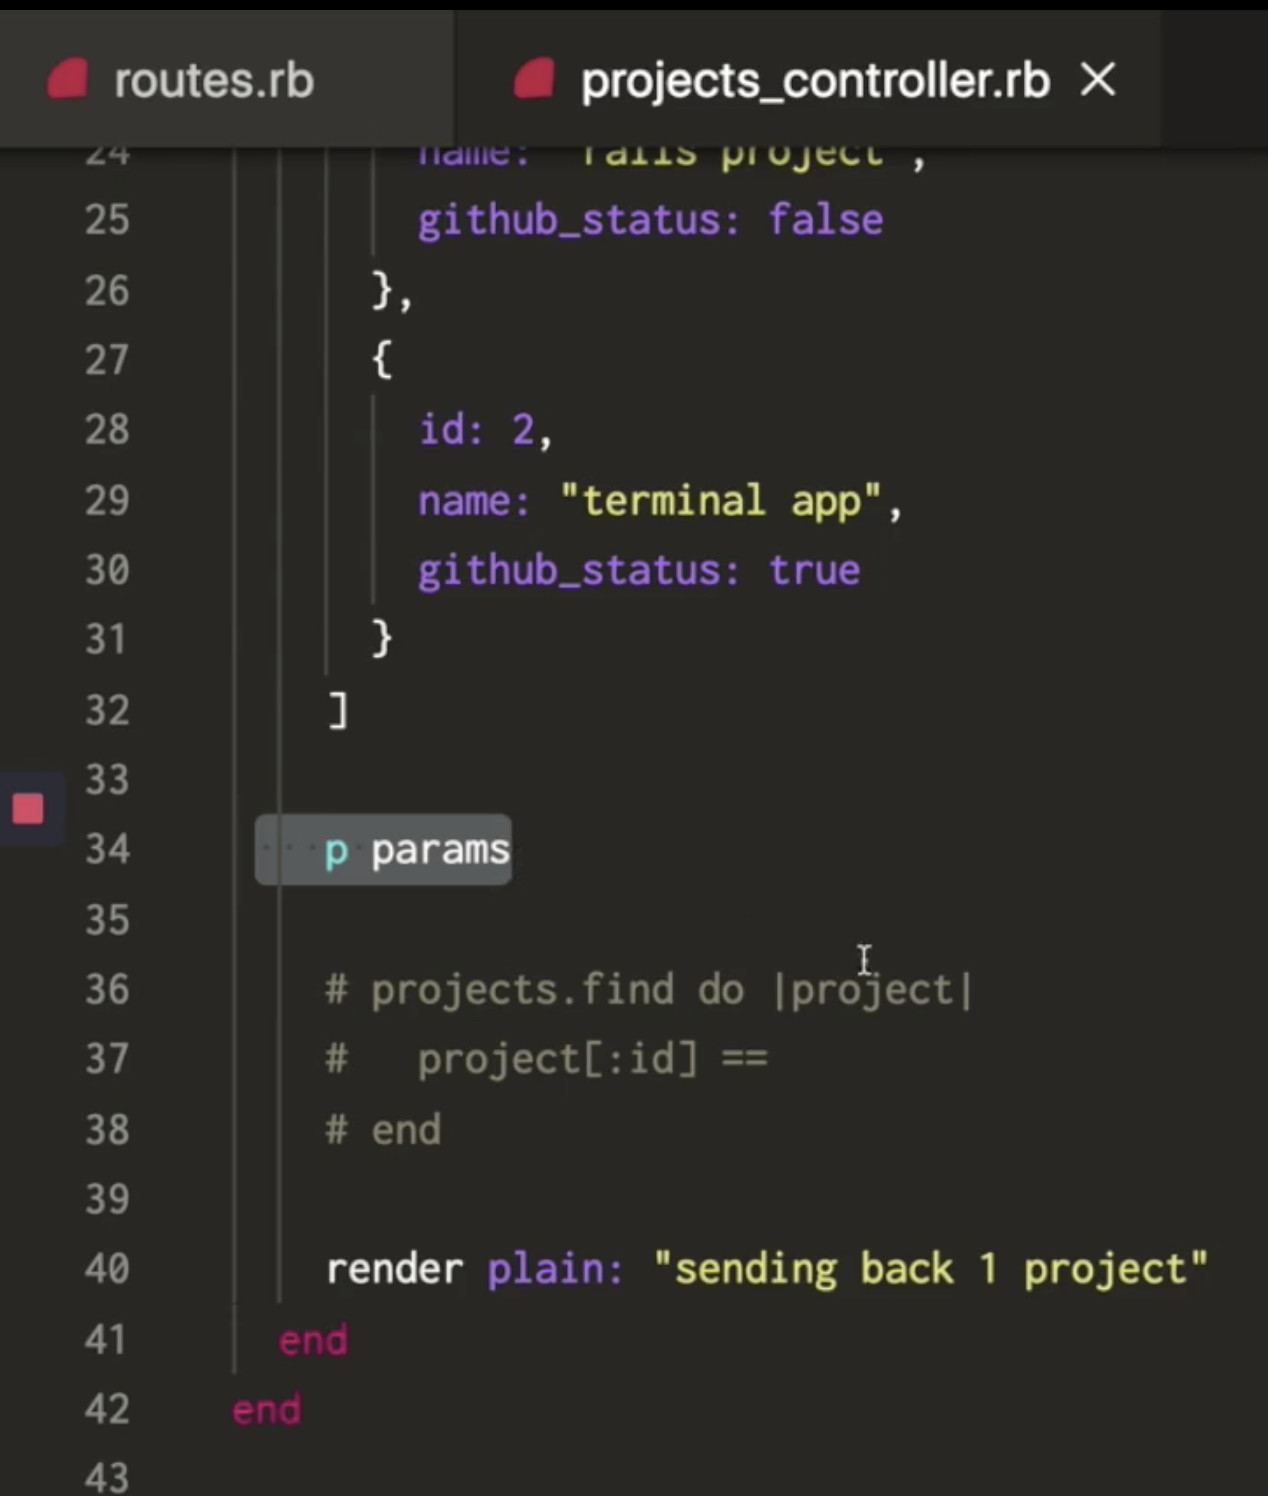 routes.rb
projects_controller.rb
24 name: "rails project",
25 github_status: false
26 },
27 {
28 id: 2,
29 name: "terminal app",
30 github_status: true
31 }
32 ]
33
34 p params
35
36 # projects.find do |project|
37 #   project[:id] ==
38 # end
39
40 render plain: "sending back 1 project"
41 end
42 end
43